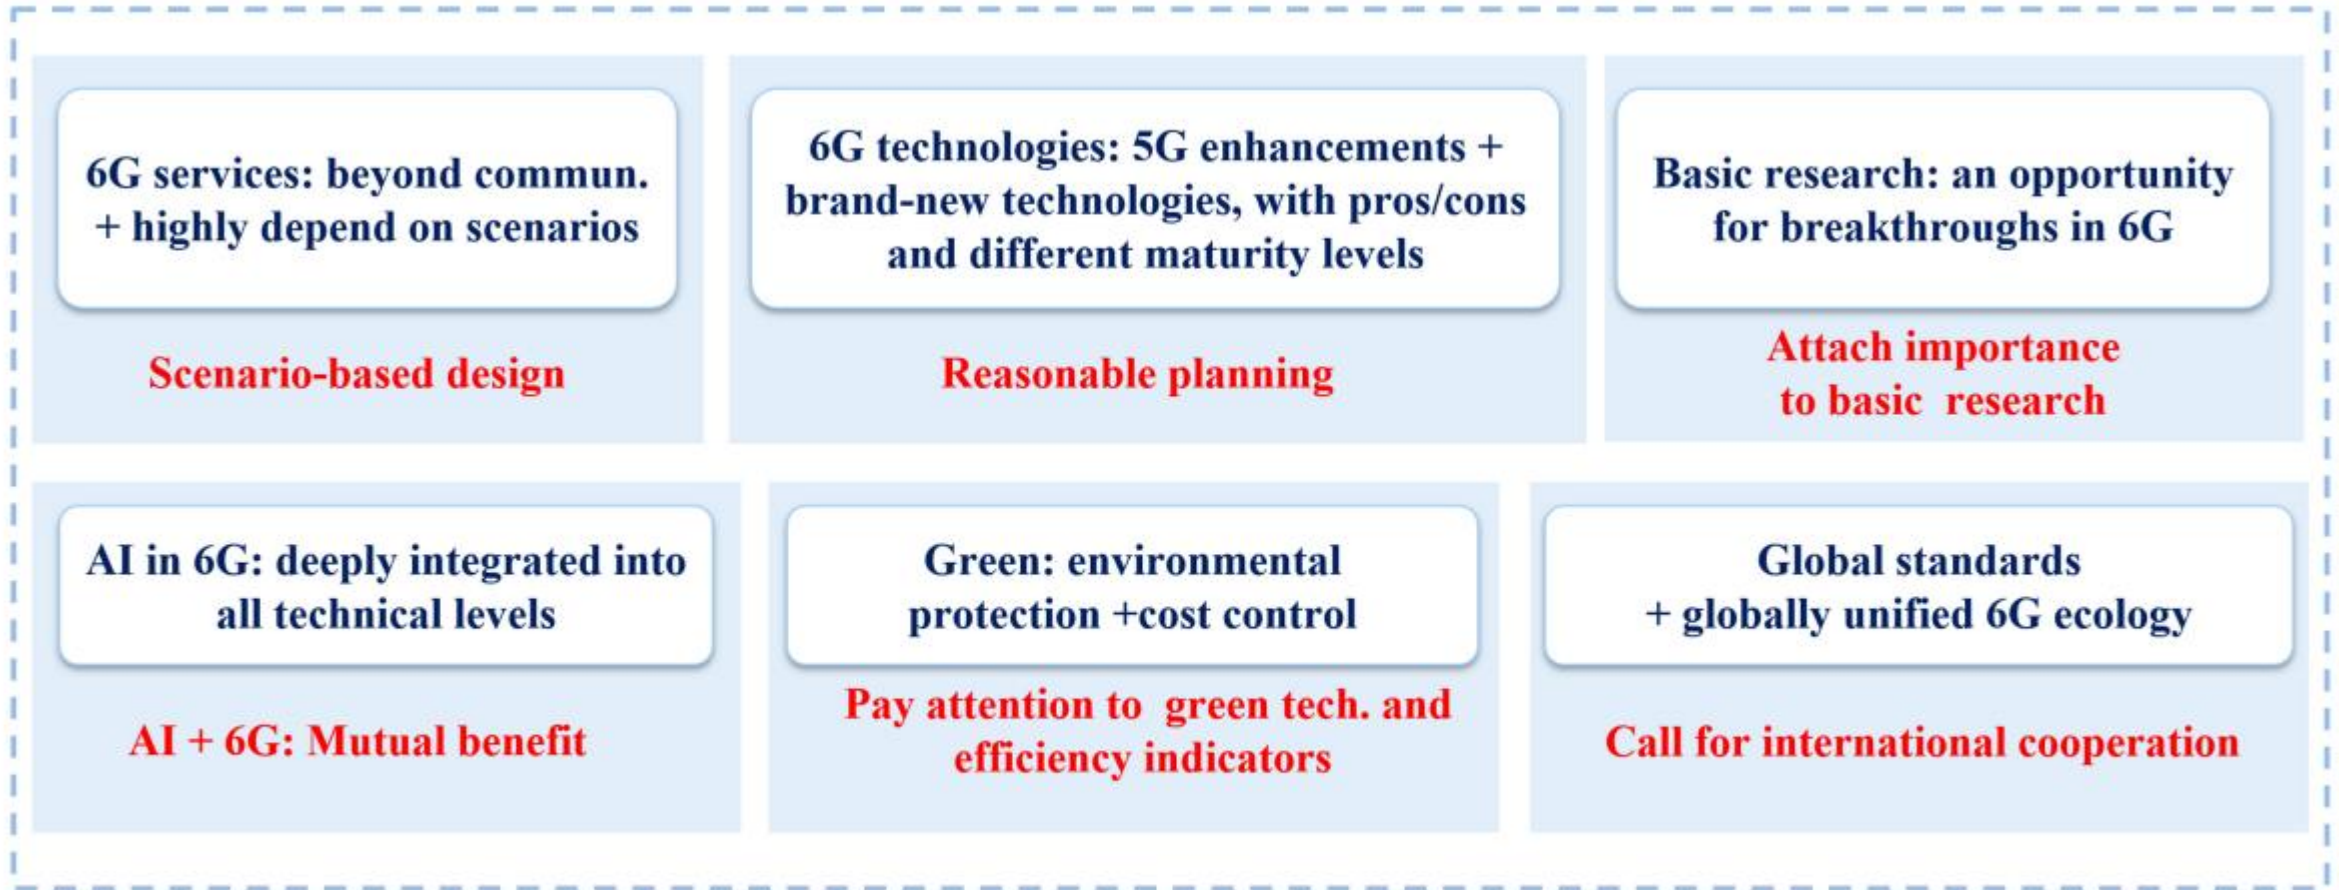 6G services: beyond commun.
+ highly depend on scenarios
Scenario-based design
6G technologies: 5G enhancements +
brand-new technologies, with pros/cons
and different maturity levels
Reasonable planning
Basic research: an opportunity
for breakthroughs in 6G
Attach importance
to basic  research
AI in 6G: deeply integrated into
all technical levels
AI + 6G: Mutual benefit
Green: environmental
protection +cost control
Pay attention to  green tech. and
efficiency indicators
Global standards
+ globally unified 6G ecology
Call for international cooperation